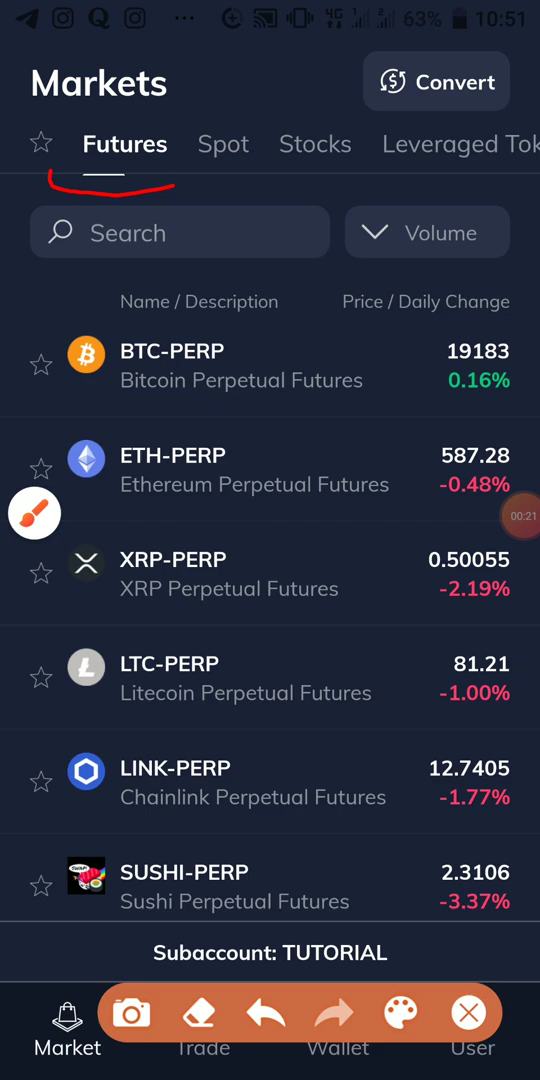 63% 10:51
Markets
Convert
Futures Spot Stocks Leveraged Tok
Search
Volume
Name / Description Price / Daily Change
BTC-PERP 19183
Bitcoin Perpetual Futures 0.16%
ETH-PERP 587.28
Ethereum Perpetual Futures -0.48%
00:21
XRP-PERP 0.50055
XRP Perpetual Futures -2.19%
LTC-PERP 81.21
Litecoin Perpetual Futures -1.00%
LINK-PERP 12.7405
Chainlink Perpetual Futures -1.77%
SUSHI-PERP 2.3106
Sushi Perpetual Futures -3.37%
Subaccount: TUTORIAL
Market Trade Wallet User